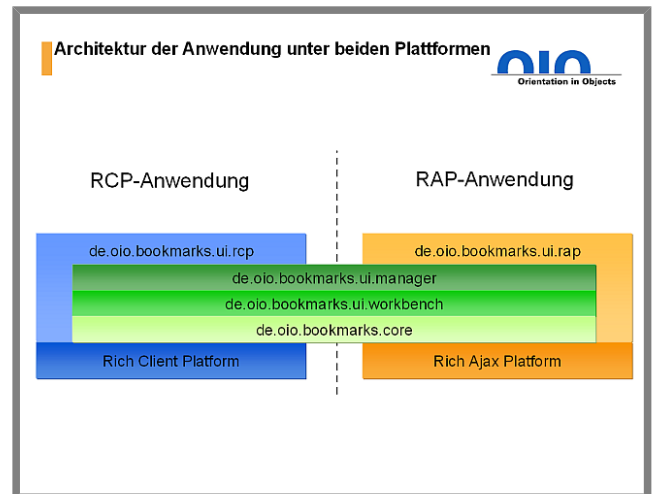 Architektur der Anwendung unter beiden Plattformen
oio
Orientation in Objects
RCP-Anwendung
RAP-Anwendung
de.oio.bookmarks.ui.rcp
de.oio.bookmarks.ui.rap
de.oio.bookmarks.ui.manager
de.oio.bookmarks.ui.workbench
de.oio.bookmarks.core
Rich Client Platform
Rich Ajax Platform